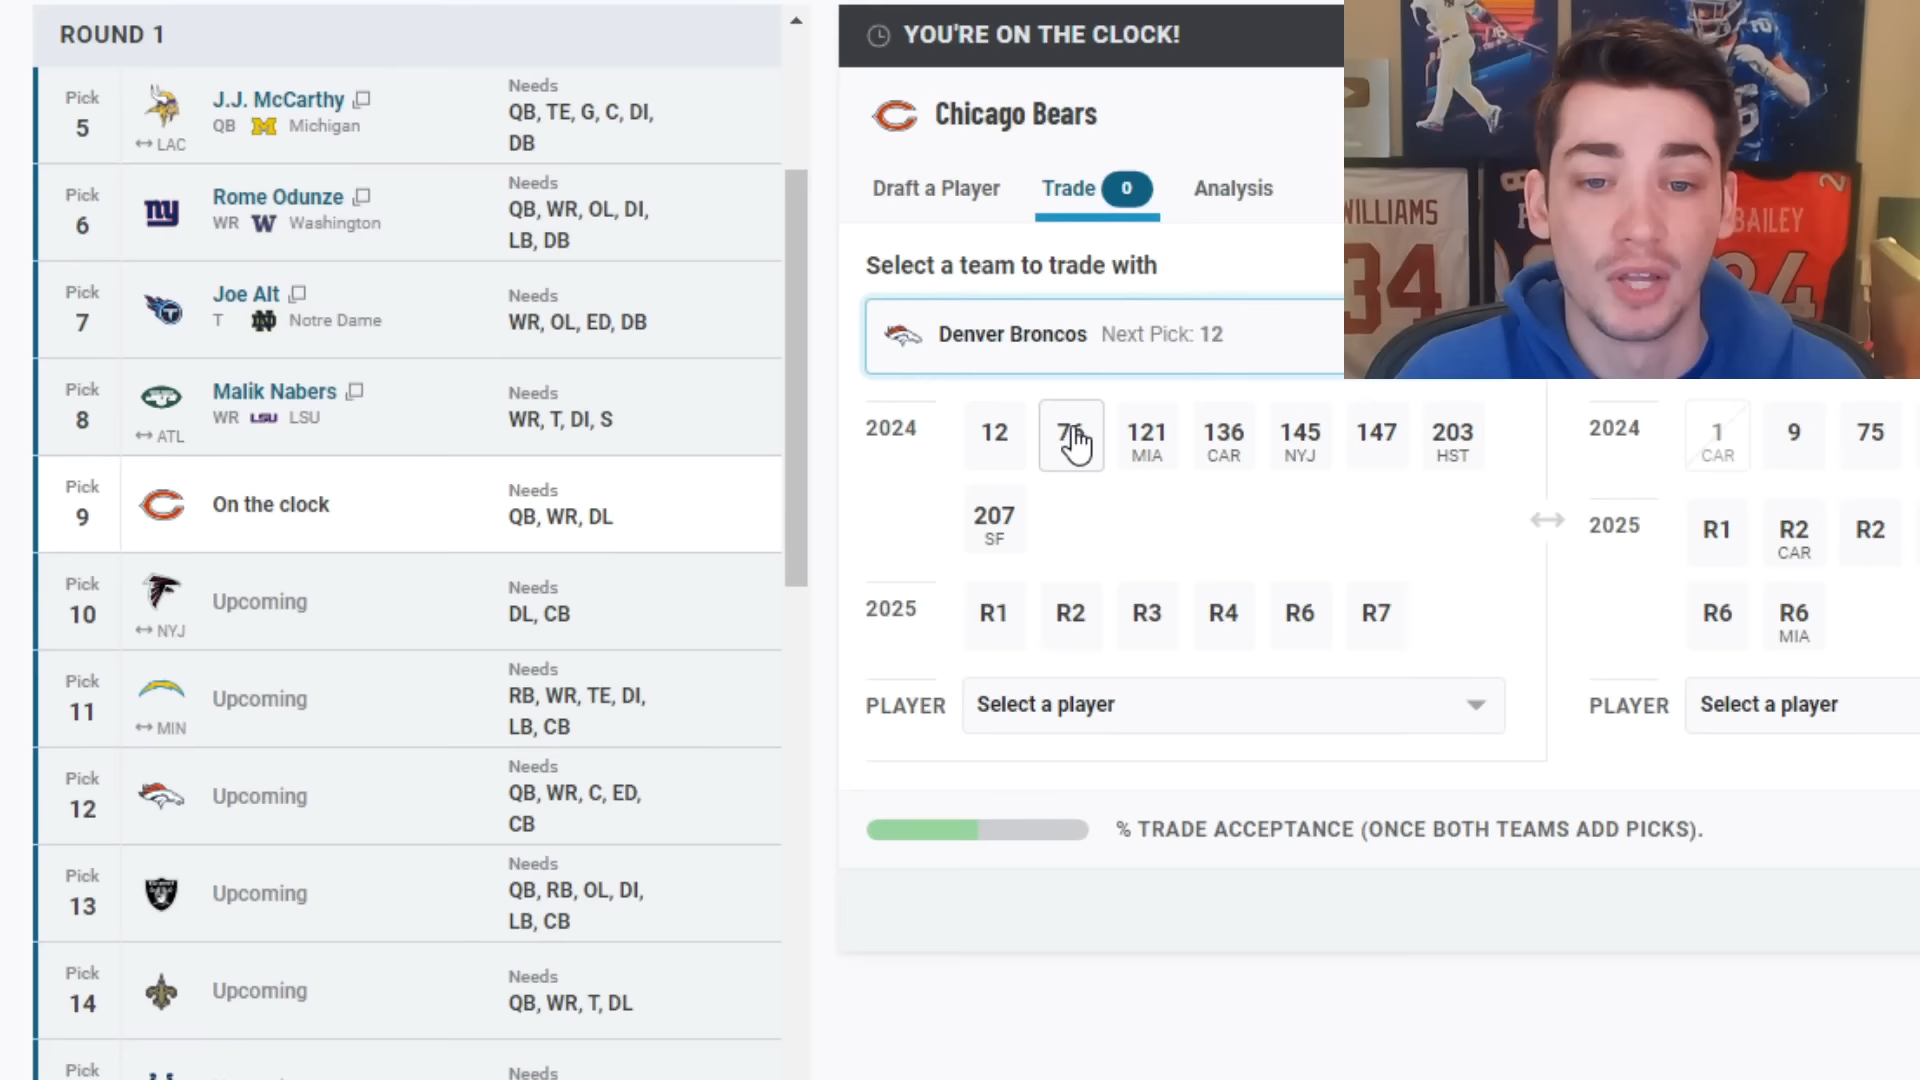 ROUND 1
Pick
5
LAC
J.J. McCarthy
QB Michigan
Needs
QB, TE, G, C, DI,
DB
Pick
6
Rome Odunze
WR Washington
Needs
QB, WR, OL, DI,
LB, DB
Pick
7
Joe Alt
T Notre Dame
Needs
WR, OL, ED, DB
Pick
8
ATL
Malik Nabers
WR LSU LSU
Needs
WR, T, DI, S
Pick
9
On the clock
Needs
QB, WR, DL
Pick
10
NYJ
Upcoming
Needs
DL, CB
Pick
11
MIN
Upcoming
Needs
RB, WR, TE, DI,
LB, CB
Pick
12
Upcoming
Needs
QB, WR, C, ED,
CB
Pick
13
Upcoming
Needs
QB, RB, OL, DI,
LB, CB
Pick
14
Upcoming
Needs
QB, WR, T, DL
Pick
Needs
YOU'RE ON THE CLOCK!
Chicago Bears
Draft a Player Trade 0 Analysis
Select a team to trade with
Denver Broncos Next Pick: 12
2024
12
121
MIA
136
CAR
145
NYJ
147
203
HST
207
SF
2025
R1 R2 R3 R4 R6 R7
PLAYER Select a player
2024
1
CAR
9
75
2025
R1
R2
CAR
R2
R6
R6
MIA
PLAYER Select a player
% TRADE ACCEPTANCE (ONCE BOTH TEAMS ADD PICKS).
WILLIAMS
34
BAILEY
24
2